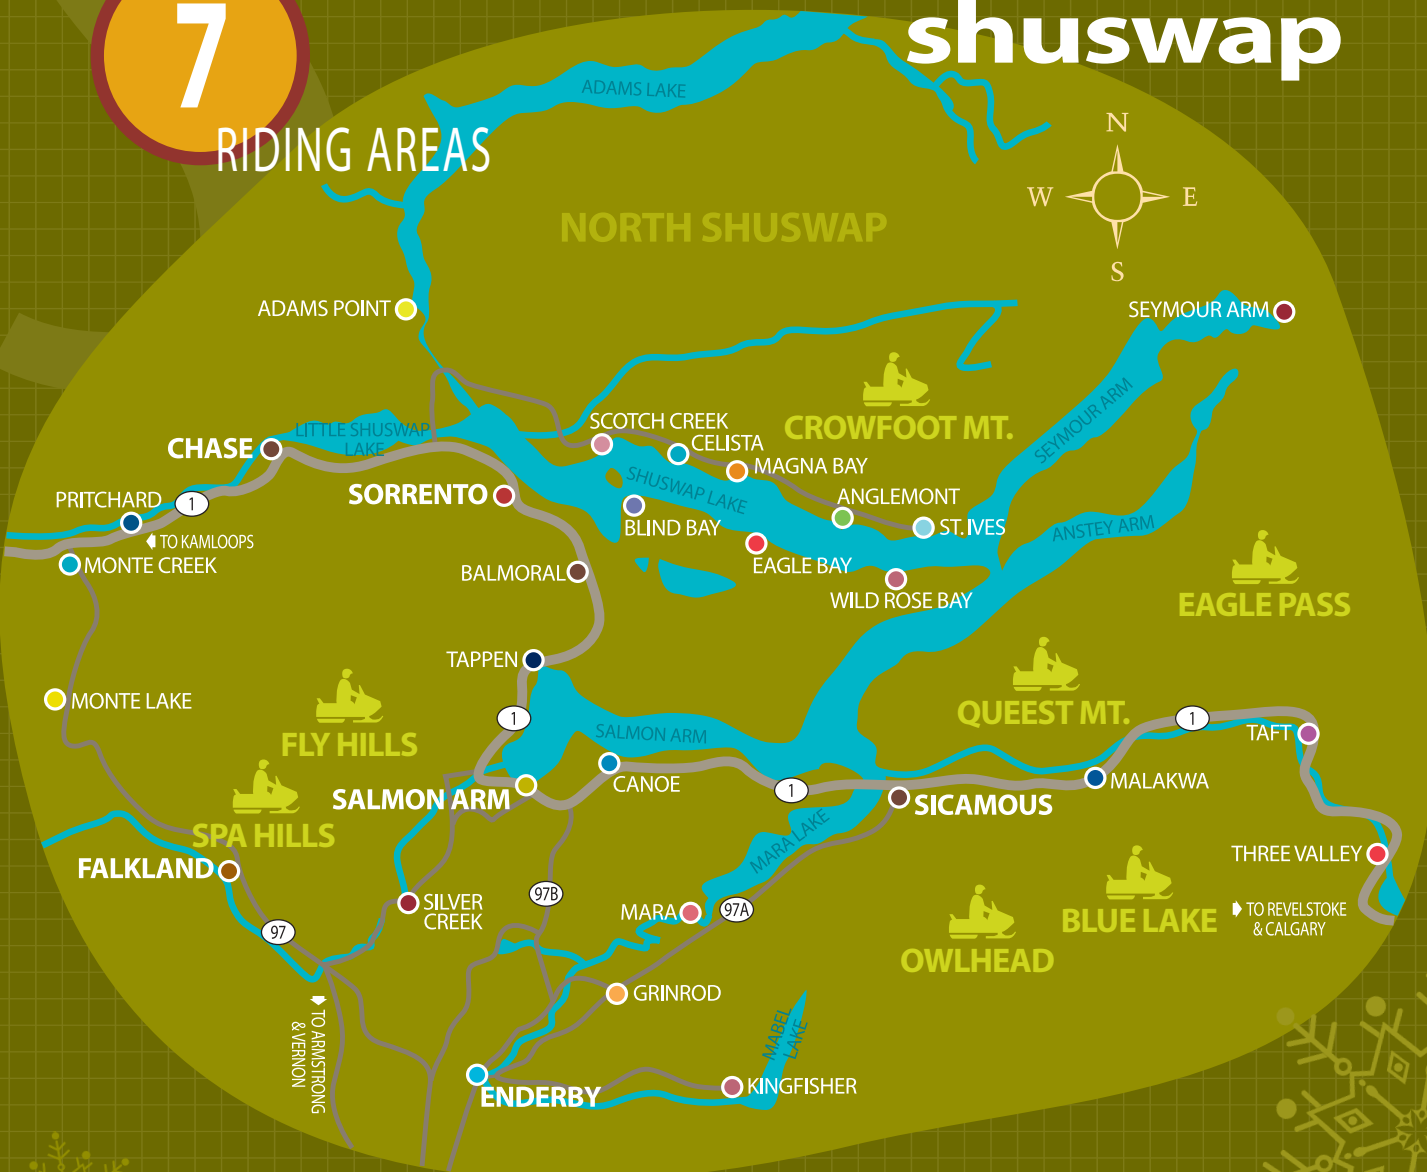 shuswap
7
RIDING AREAS
ADAMS LAKE
N
W
E
S
NORTH SHUSWAP
ADAMS POINT
SEYMOUR ARM
SEYMOUR ARM
CROWFOOT MT.
SCOTCH CREEK
CELISTA
MAGNA BAY
LITTLE SHUSWAP
LAKE
CHASE
SHUSWAP LAKE
SORRENTO
PRITCHARD
1
ANGLEMONT
ST. IVES
BLIND BAY
ANSTEY ARM
TO KAMLOOPS
MONTE CREEK
EAGLE BAY
BALMORAL
WILD ROSE BAY
EAGLE PASS
TAPPEN
MONTE LAKE
QUEEST MT.
1
1
FLY HILLS
SALMON ARM
TAFT
CANOE
MALAKWA
1
SALMON ARM
SICAMOUS
SPA HILLS
MARA LAKE
FALKLAND
THREE VALLEY
SILVER
CREEK
97B
MARA
97A
97
BLUE LAKE
TO REVELSTOKE
& CALGARY
OWLHEAD
GRINROD
TO ARMSTRONG
& VERNON
MABEL
LAKE
ENDERBY
KINGFISHER